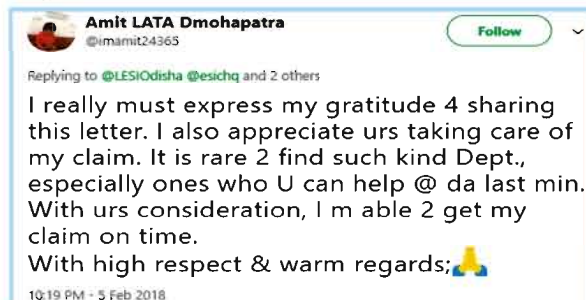 Amit LATA Dmohapatra
@imamit24365
Follow
Replying to @LESIOdisha @esichq and 2 others
I really must express my gratitude 4 sharing
this letter. I also appreciate urs taking care of
my claim. It is rare 2 find such kind Dept.,
especially ones who U can help @ da last min.
With urs consideration, I m able 2 get my
claim on time.
With high respect & warm regards;🙏
10:19 PM - 5 Feb 2018